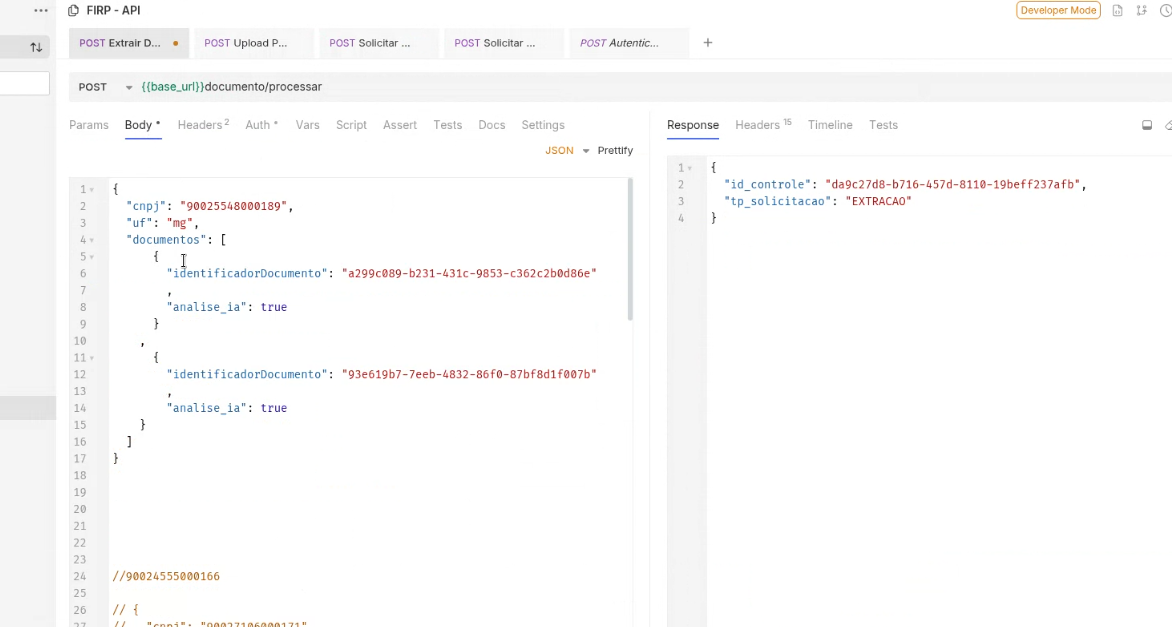 FIRP - API
Developer Mode
POST Extrair D...
POST Upload P...
POST Solicitar ...
POST Solicitar ...
POST Autentic...
+
POST
{{base_url}}documento/processar
Params
Body *
Headers 2
Auth *
Vars
Script
Assert
Tests
Docs
Settings
JSON
Prettify
1 {
2 "cnpj": "90025548000189",
3 "uf": "mg",
4 "documentos": [
5 {
6 "identificadorDocumento": "a299c089-b231-431c-9853-c362c2b0d86e"
7 ,
8 "analise_ia": true
9 }
10 ,
11 {
12 "identificadorDocumento": "93e619b7-7eeb-4832-86f0-87bf8d1f007b"
13 ,
14 "analise_ia": true
15 }
16 ]
17 }
18
19
20
21
22
23
24 //90024555000166
25
26 // {
27 // "cnpj": "90027106000171"
Response
Headers 15
Timeline
Tests
1 {
2 "id_controle": "da9c27d8-b716-457d-8110-19beff237afb",
3 "tp_solicitacao": "EXTRACAO"
4 }